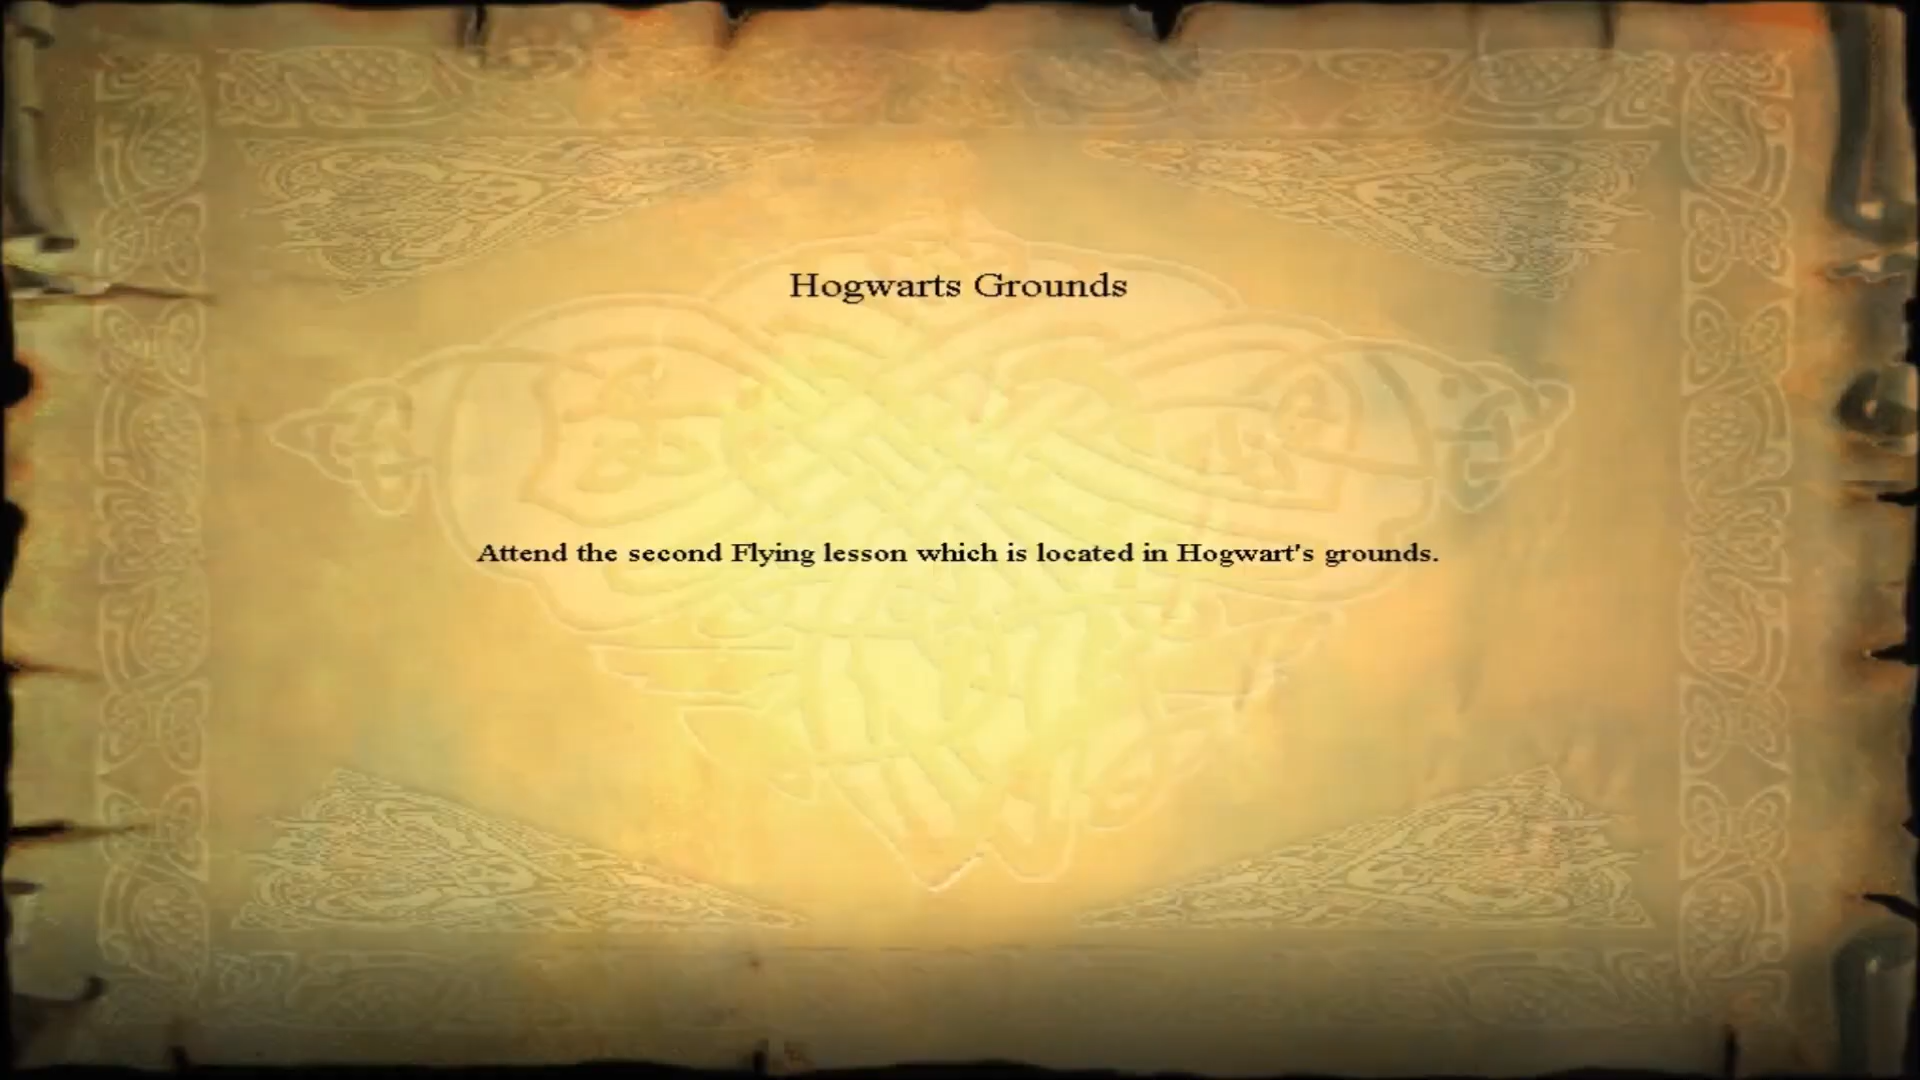 Hogwarts Grounds
Attend the second Flying lesson which is located in Hogwart's grounds.